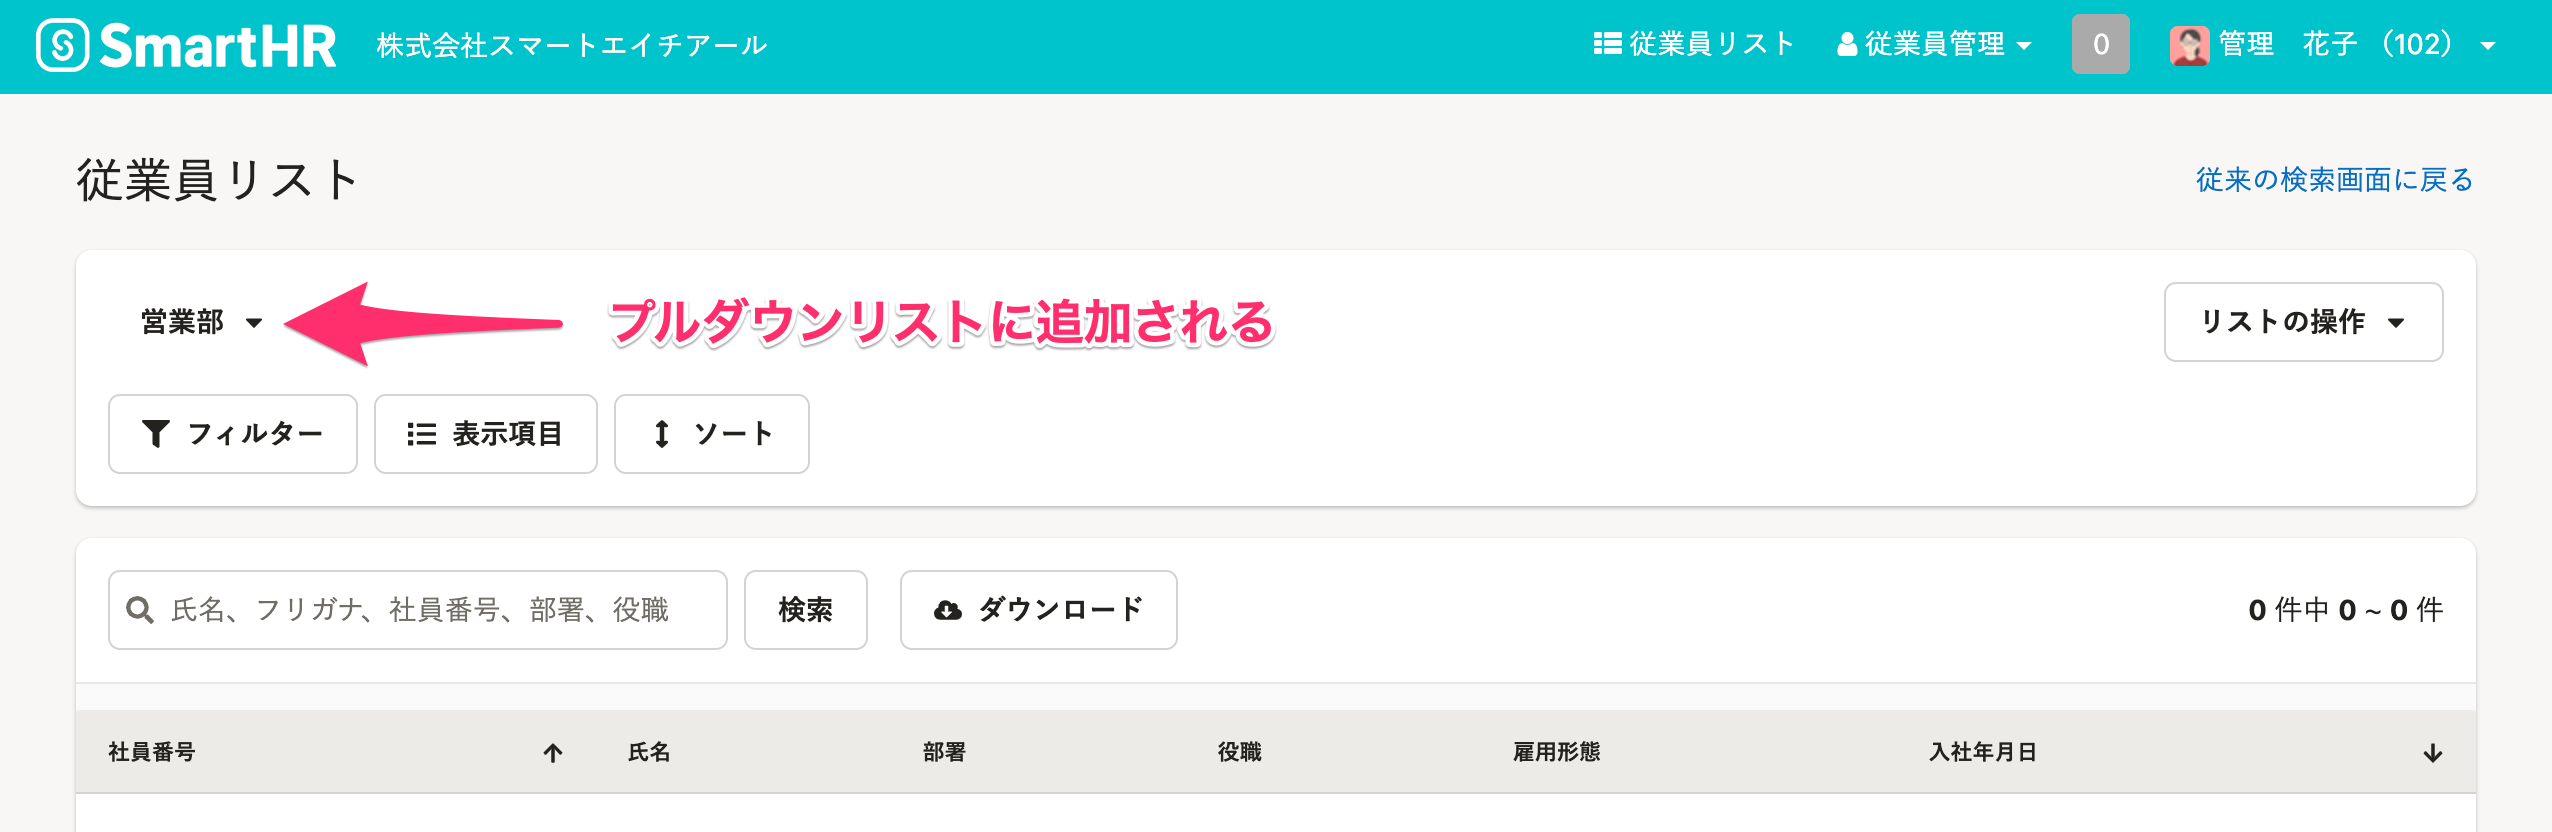 SmartHR 株式会社スマートエイチアール 従業員リスト 従業員管理 0 管理 花子 （102）
従業員リスト 従来の検索画面に戻る
営業部 プルダウンリストに追加される リストの操作
フィルター 表示項目 ソート
氏名、フリガナ、社員番号、部署、役職 検索 ダウンロード 0 件中 0 ~ 0 件
社員番号 氏名 部署 役職 雇用形態 入社年月日